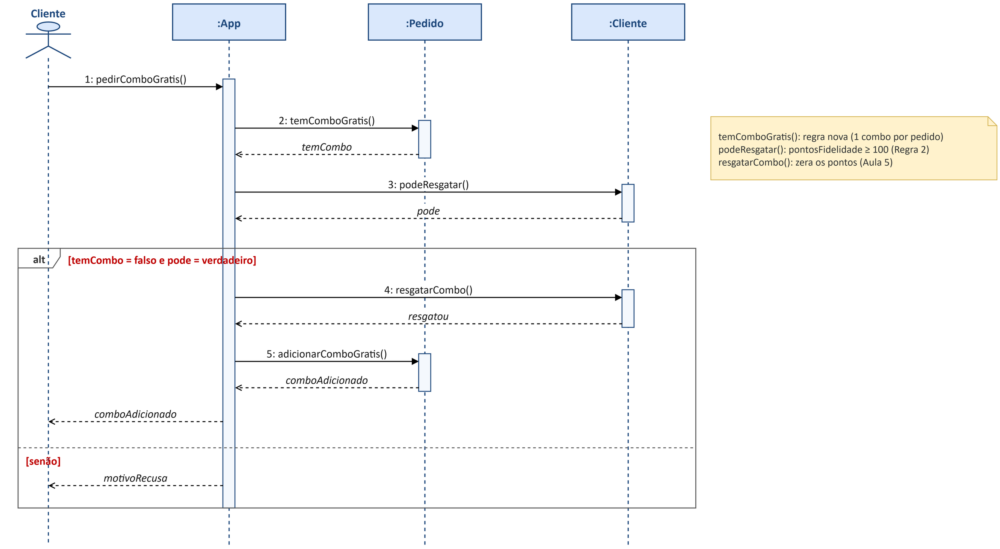 Cliente
:App
:Pedido
:Cliente
1: pedirComboGratis()
2: temComboGratis()
temCombo
temComboGratis(): regra nova (1 combo por pedido)
podeResgatar(): pontosFidelidade ≥ 100 (Regra 2)
resgatarCombo(): zera os pontos (Aula 5)
3: podeResgatar()
pode
alt [temCombo = falso e pode = verdadeiro]
4: resgatarCombo()
resgatou
5: adicionarComboGratis()
comboAdicionado
comboAdicionado
[senão]
motivoRecusa